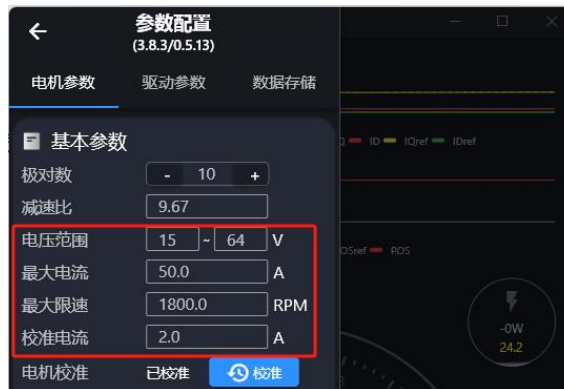 参数配置
(3.8.3/0.5.13)
电机参数 驱动参数 数据存储
基本参数
极对数 - 10 +
减速比 9.67
电压范围 15 ~ 64 V
最大电流 50.0 A
最大限速 1800.0 RPM
校准电流 2.0 A
电机校准 已校准 校准
ID IQref IDref
OSref POS
-0W
24.2